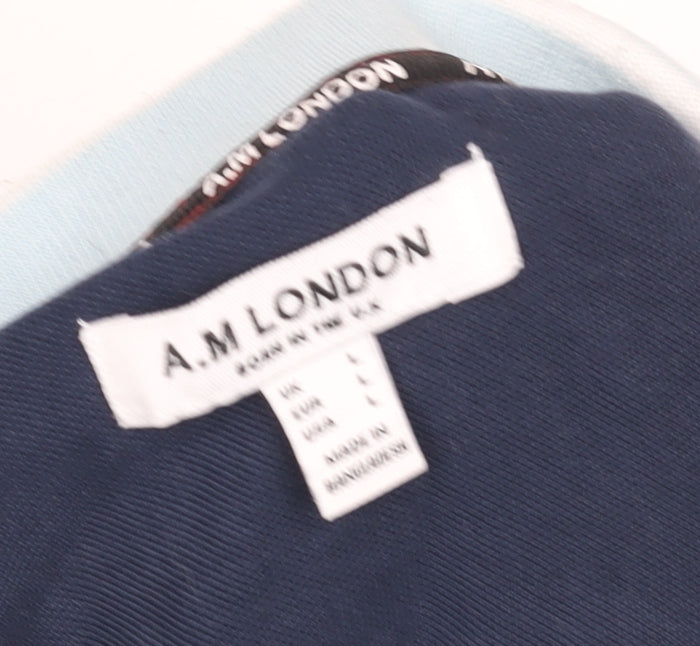 A.M LONDON
A.M LONDON
BORN IN THE U.K
UK L
EUR L
USA L
MADE IN
BANGLADESH